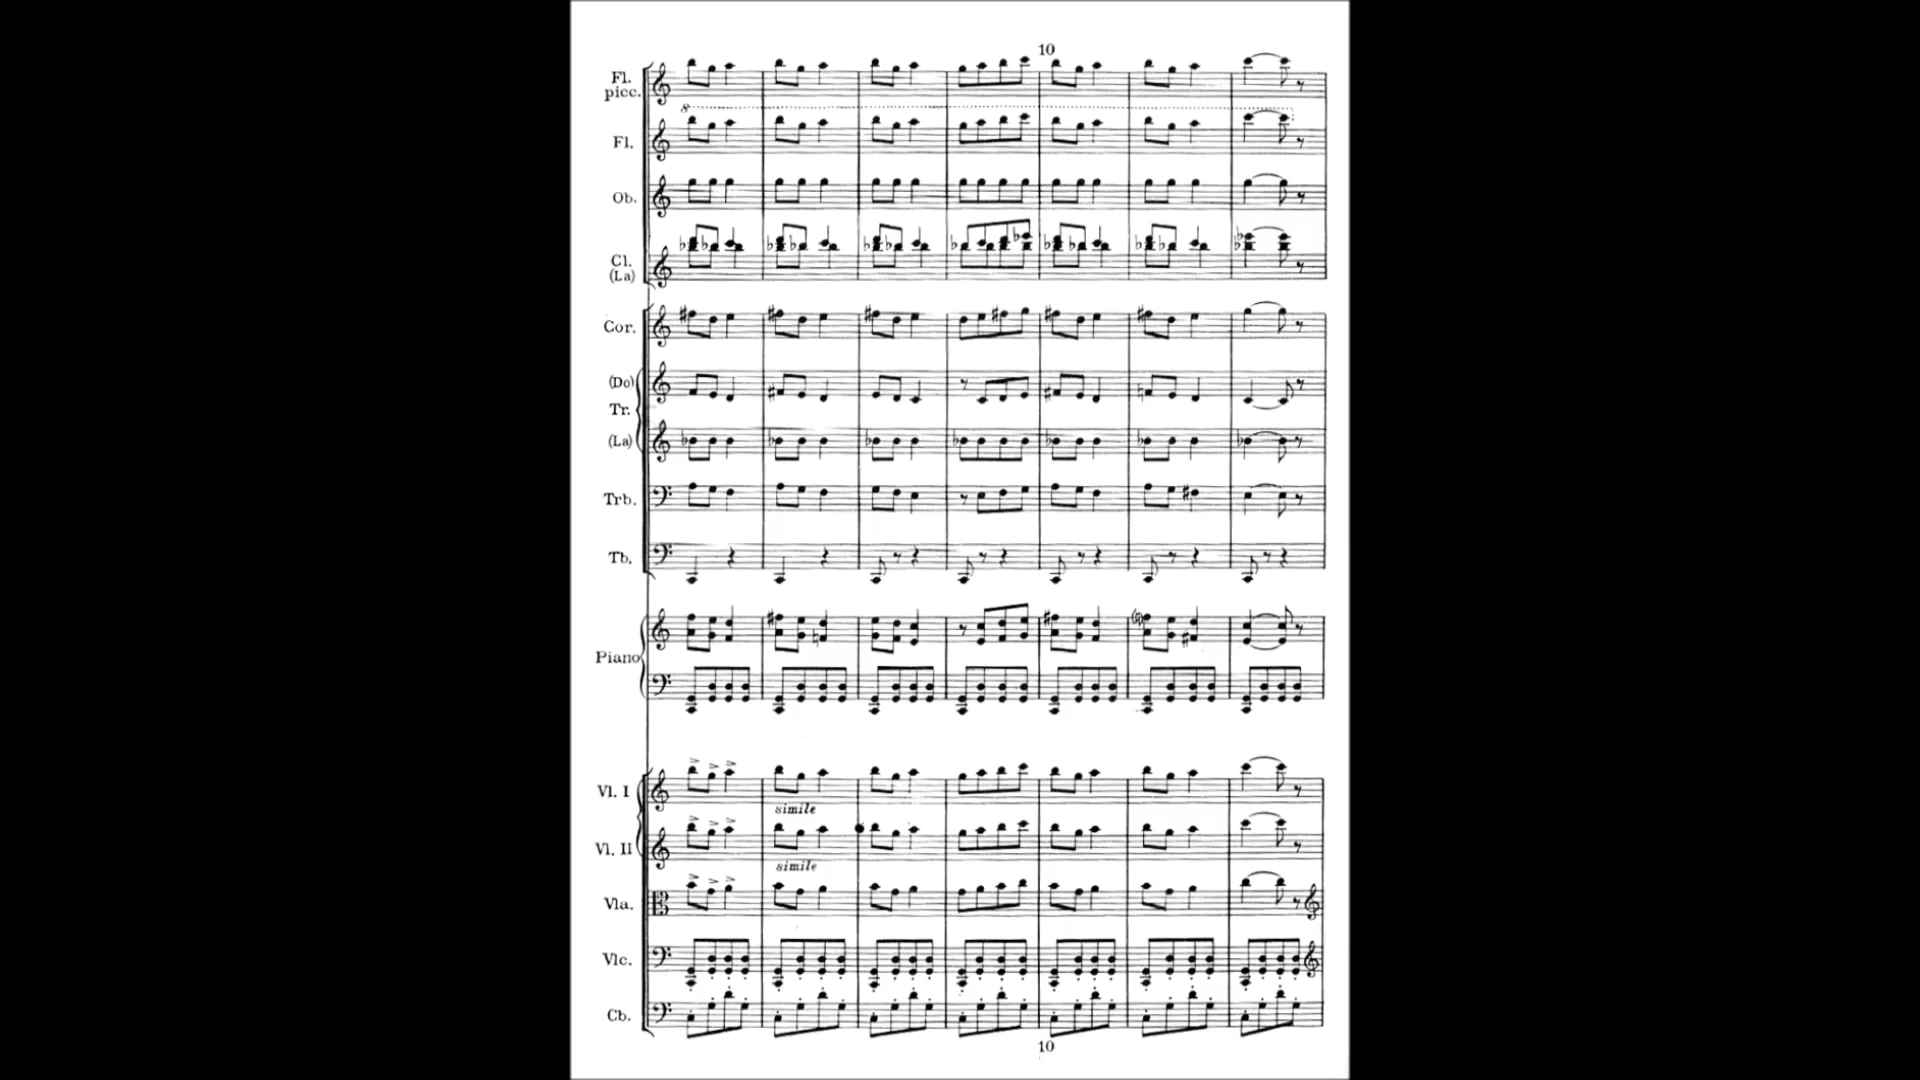 10
Fl.
picc.
8
Fl.
Ob.
Cl.
(La)
Cor.
(Do)
Tr.
(La)
Trb.
Tb.
Piano
Vl. I
simile
Vl. II
simile
Vla.
Vlc.
Cb.
10